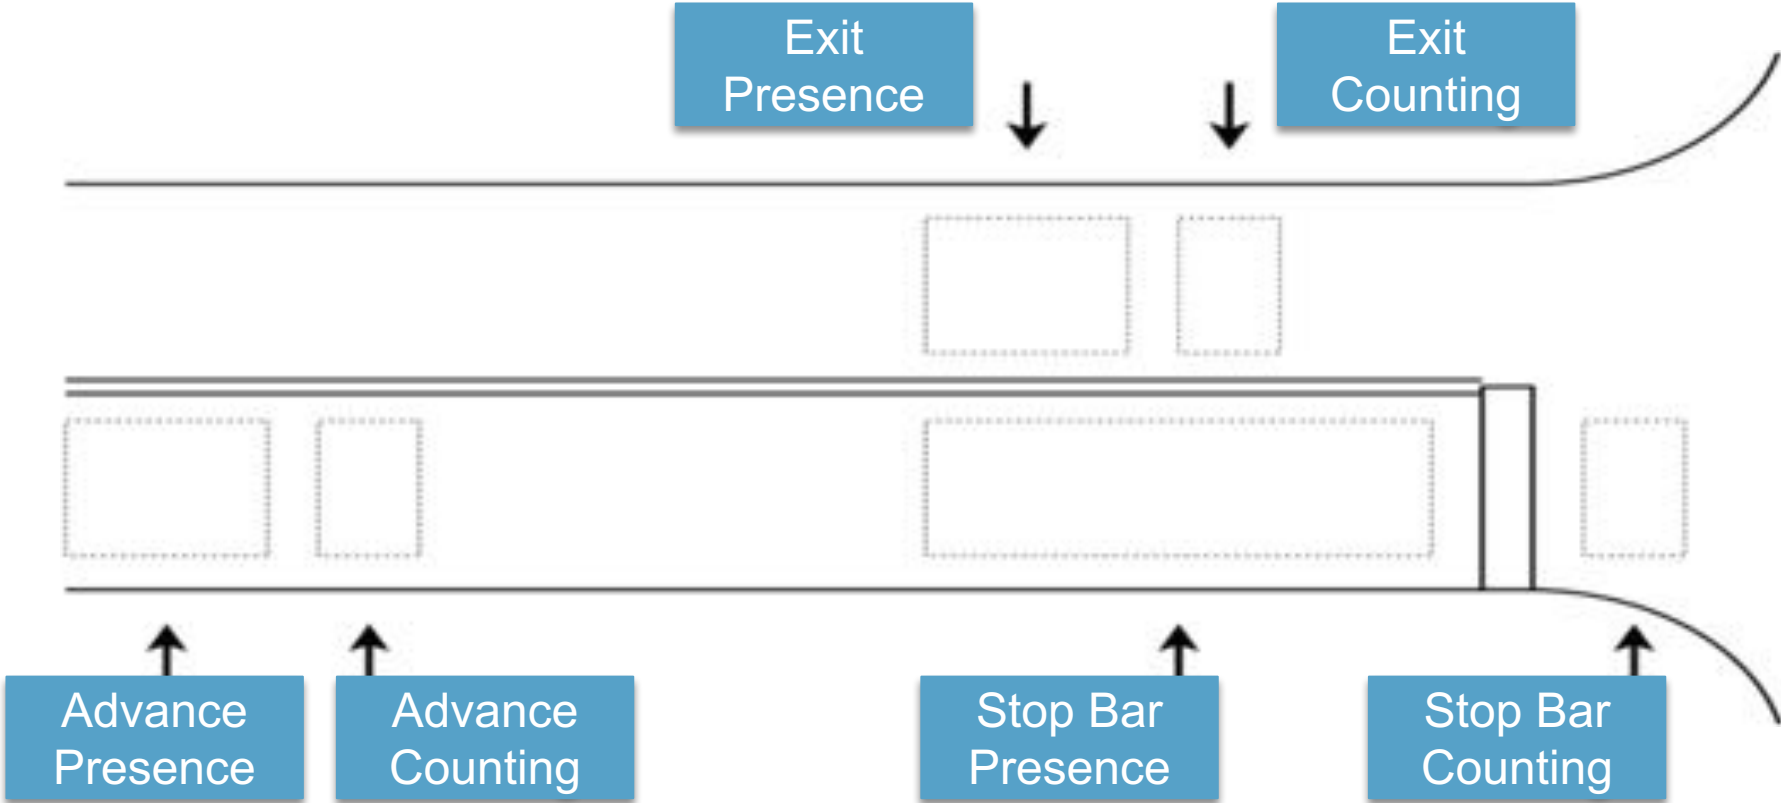 Exit
Presence
Exit
Counting
Advance
Presence
Advance
Counting
Stop Bar
Presence
Stop Bar
Counting